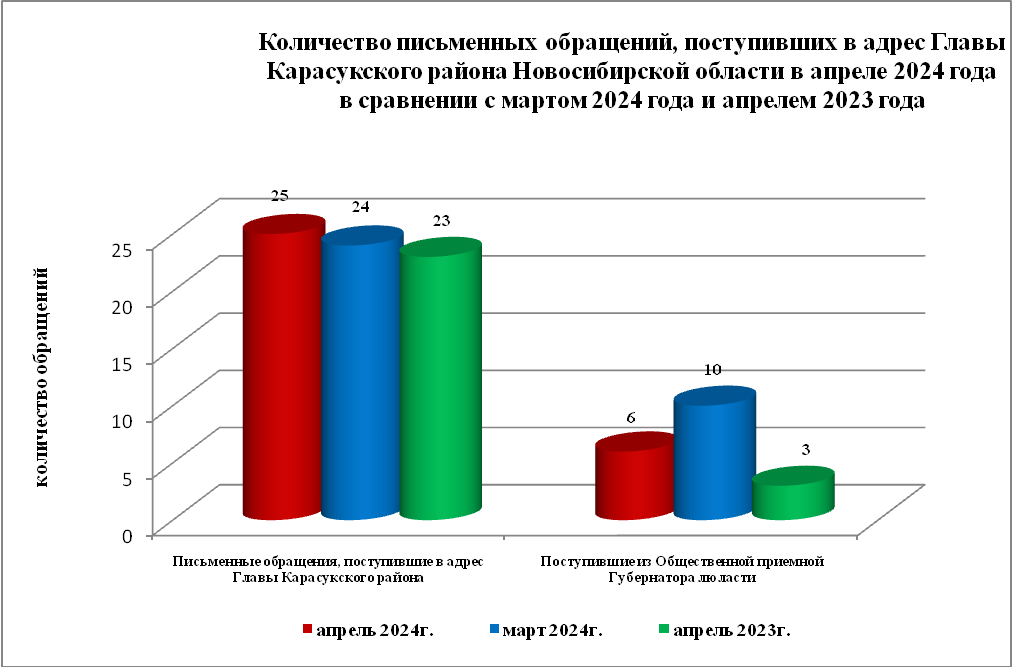 Количество письменных обращений, поступивших в адрес Главы
Карасукского района Новосибирской области в апреле 2024 года
в сравнении с мартом 2024 года и апрелем 2023 года
25
24
23
10
6
3
25
20
15
10
5
0
количество обращений
Письменные обращения, поступившие в адрес
Главы Карасукского района
Поступившие из Общественной приемной
Губернатора люласти
апрель 2024г.
март 2024г.
апрель 2023г.